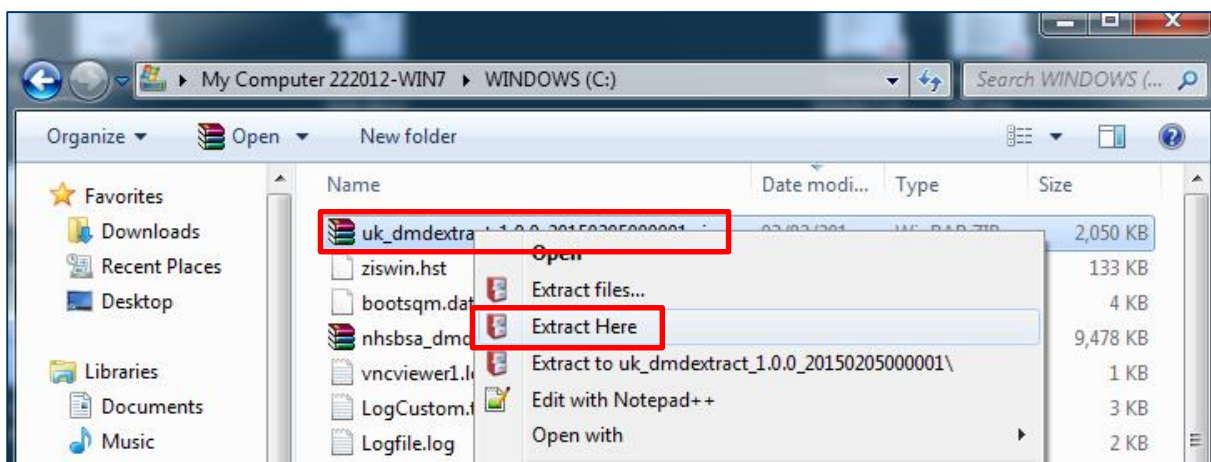 My Computer 222012-WIN7 ▸ WINDOWS (C:) Search WINDOWS (...
Organize Open New folder
Favorites
Downloads
Recent Places
Desktop
Libraries
Documents
Music
Name Date modi... Type Size
uk_dmdextract_1.0.0_20150205000001 2,050 KB
ziswin.hst 133 KB
bootsqm.dat 4 KB
nhsbsa_dmd 9,478 KB
vncviewer1.l 1 KB
LogCustom. 3 KB
Logfile.log 2 KB
Open
Extract files...
Extract Here
Extract to uk_dmdextract_1.0.0_20150205000001\
Edit with Notepad++
Open with